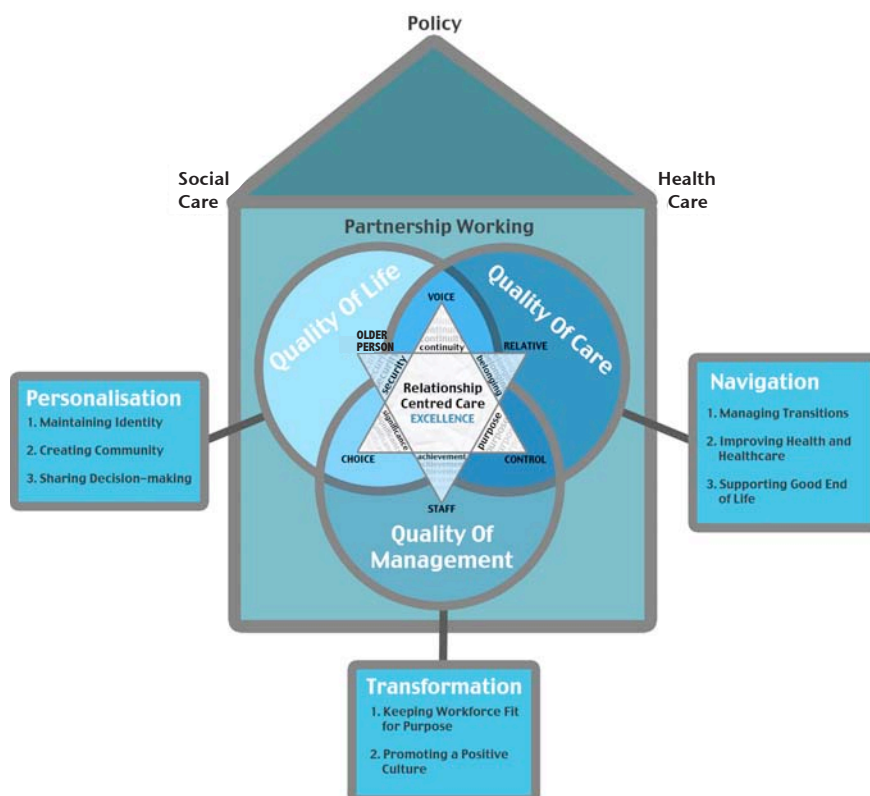 Policy
Social
Care
Health
Care
Partnership Working
Quality Of Life
Quality Of Care
VOICE
OLDER
PERSON
RELATIVE
continuity
security
belonging
Relationship
Centred Care
EXCELLENCE
significance
purpose
achievement
CHOICE
CONTROL
STAFF
Quality Of
Management
Personalisation
1. Maintaining Identity
2. Creating Community
3. Sharing Decision-making
Navigation
1. Managing Transitions
2. Improving Health and
Healthcare
3. Supporting Good End
of Life
Transformation
1. Keeping Workforce Fit
for Purpose
2. Promoting a Positive
Culture